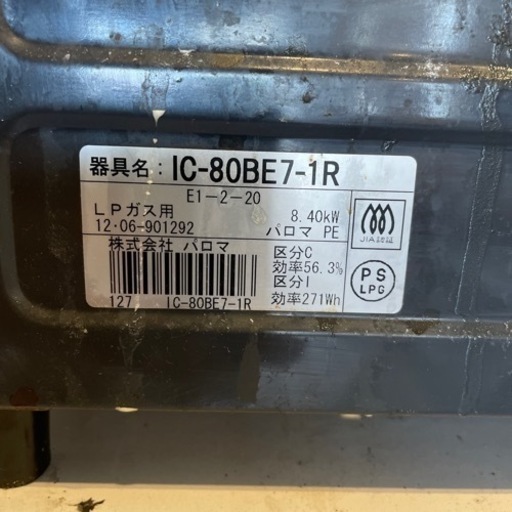 器具名：IC-80BE7-1R
E1-2-20
LPガス用 8.40kW
12・06-901292 パロマ PE
株式会社 パロマ
区分C
効率56.3%
区分I
効率271Wh
127 IC-80BE7-1R
JIA認証
PS
LPG